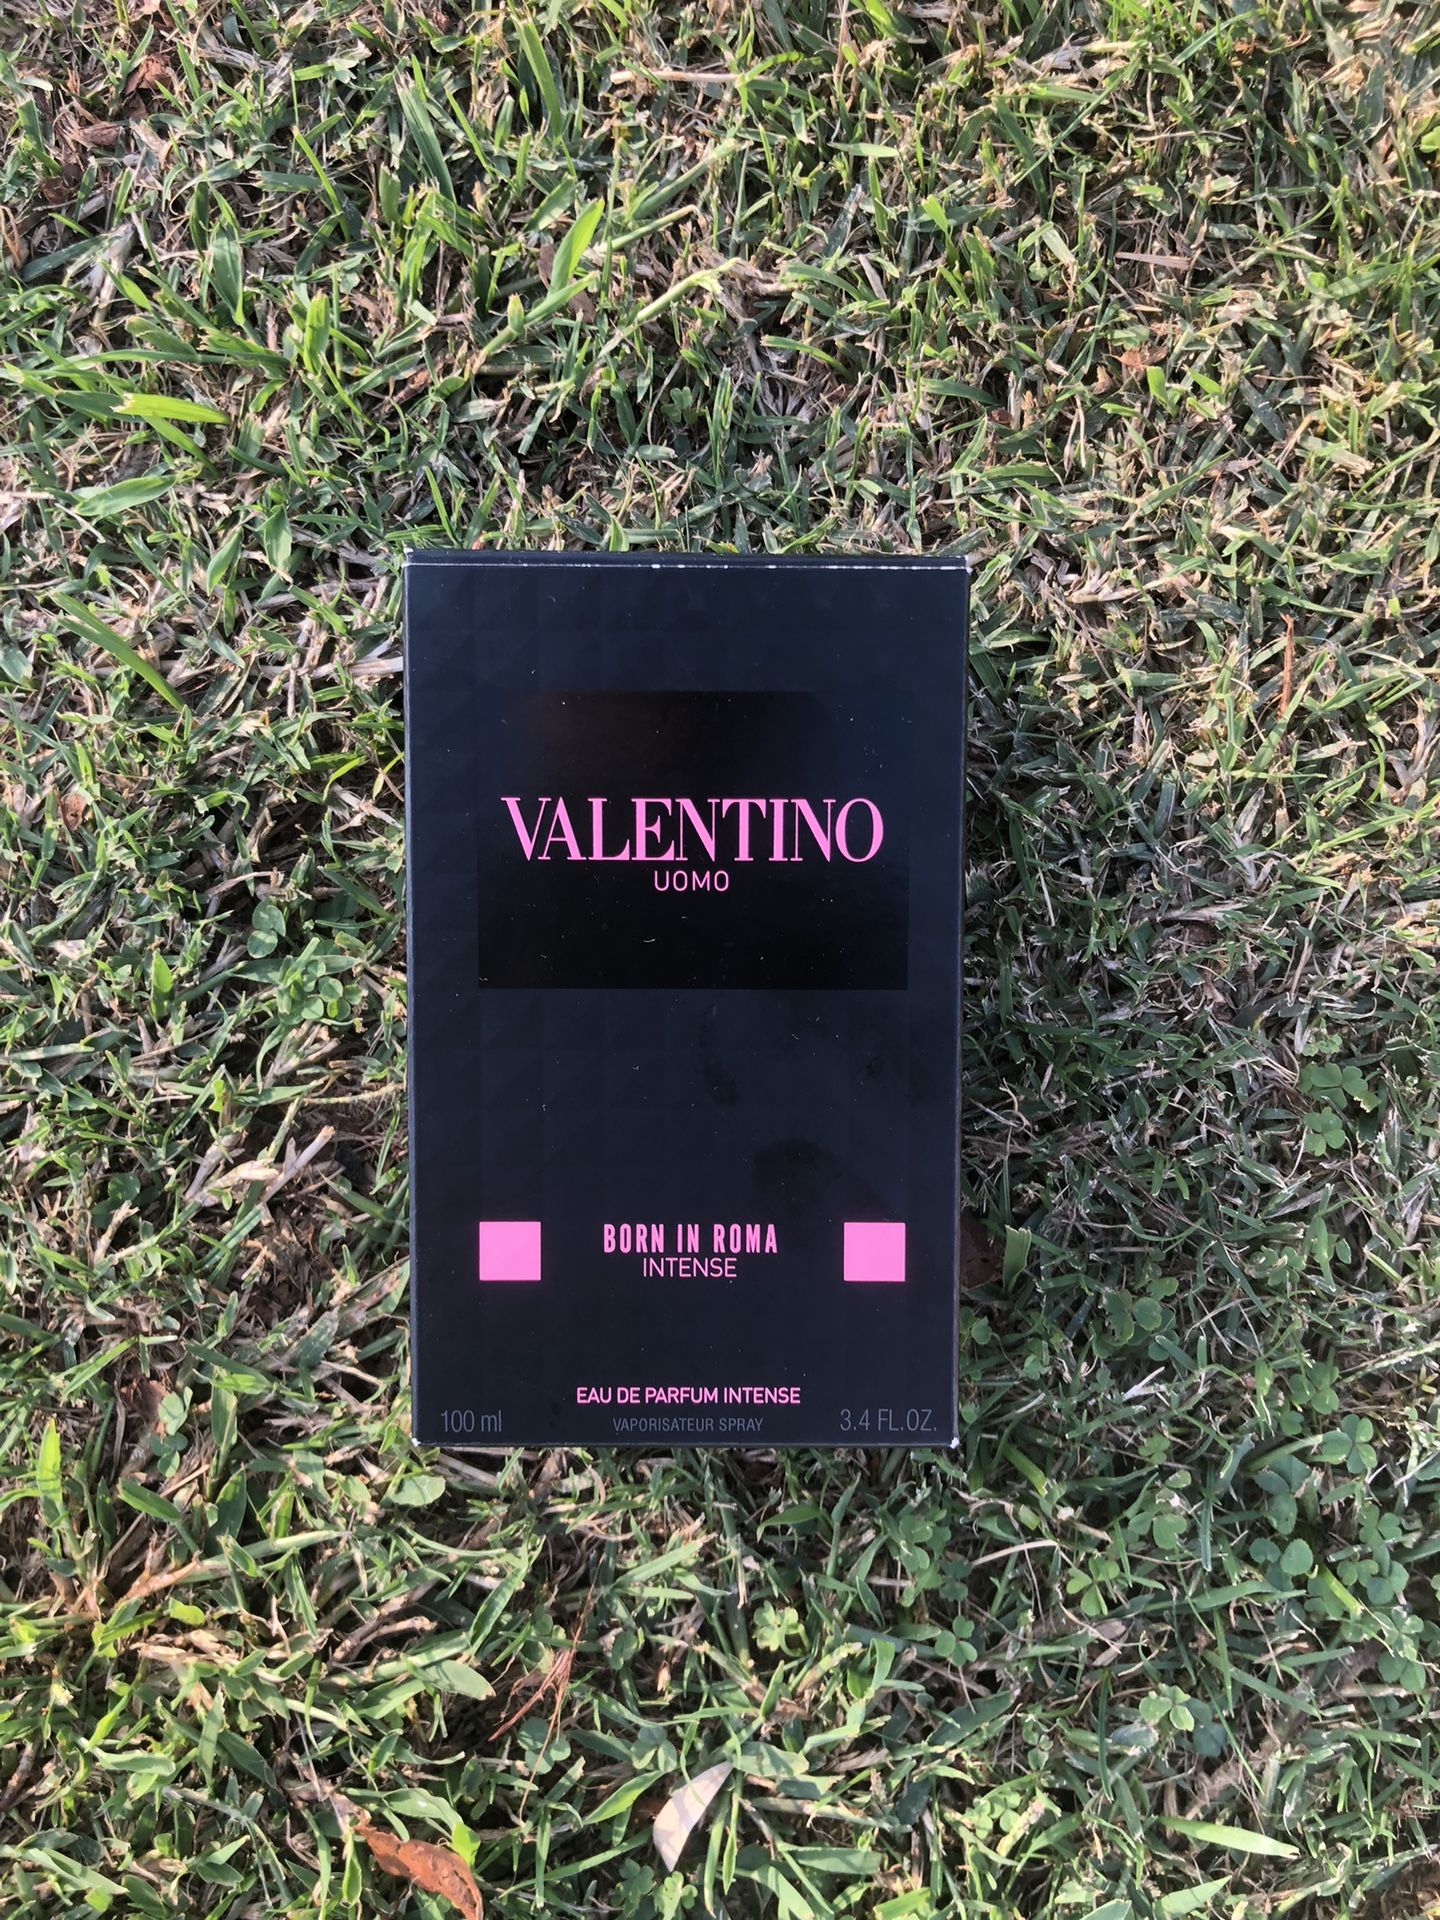 VALENTINO
UOMO
BORN IN ROMA
INTENSE
EAU DE PARFUM INTENSE
100 ml VAPORISATEUR SPRAY 3.4 FL.OZ.